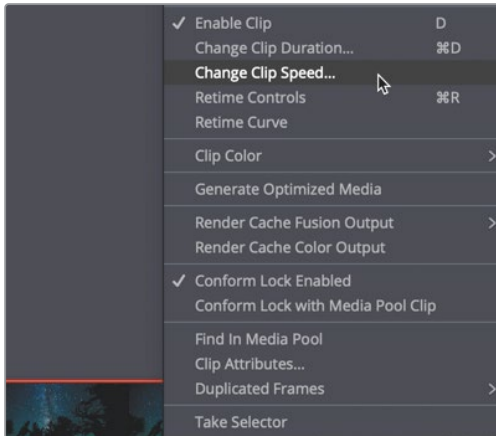 ✓ Enable Clip D
Change Clip Duration... ⌘D
Change Clip Speed...
Retime Controls ⌘R
Retime Curve
Clip Color >
Generate Optimized Media
Render Cache Fusion Output >
Render Cache Color Output
✓ Conform Lock Enabled
Conform Lock with Media Pool Clip
Find In Media Pool
Clip Attributes...
Duplicated Frames >
Take Selector